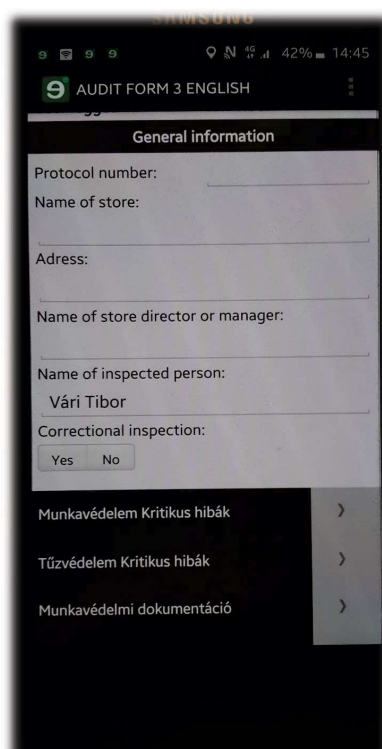 SAMSUNG
4G 42% 14:45
AUDIT FORM 3 ENGLISH
General information
Protocol number:
Name of store:
Adress:
Name of store director or manager:
Name of inspected person:
Vári Tibor
Correctional inspection:
Yes No
Munkavédelem Kritikus hibák
Tűzvédelem Kritikus hibák
Munkavédelmi dokumentáció